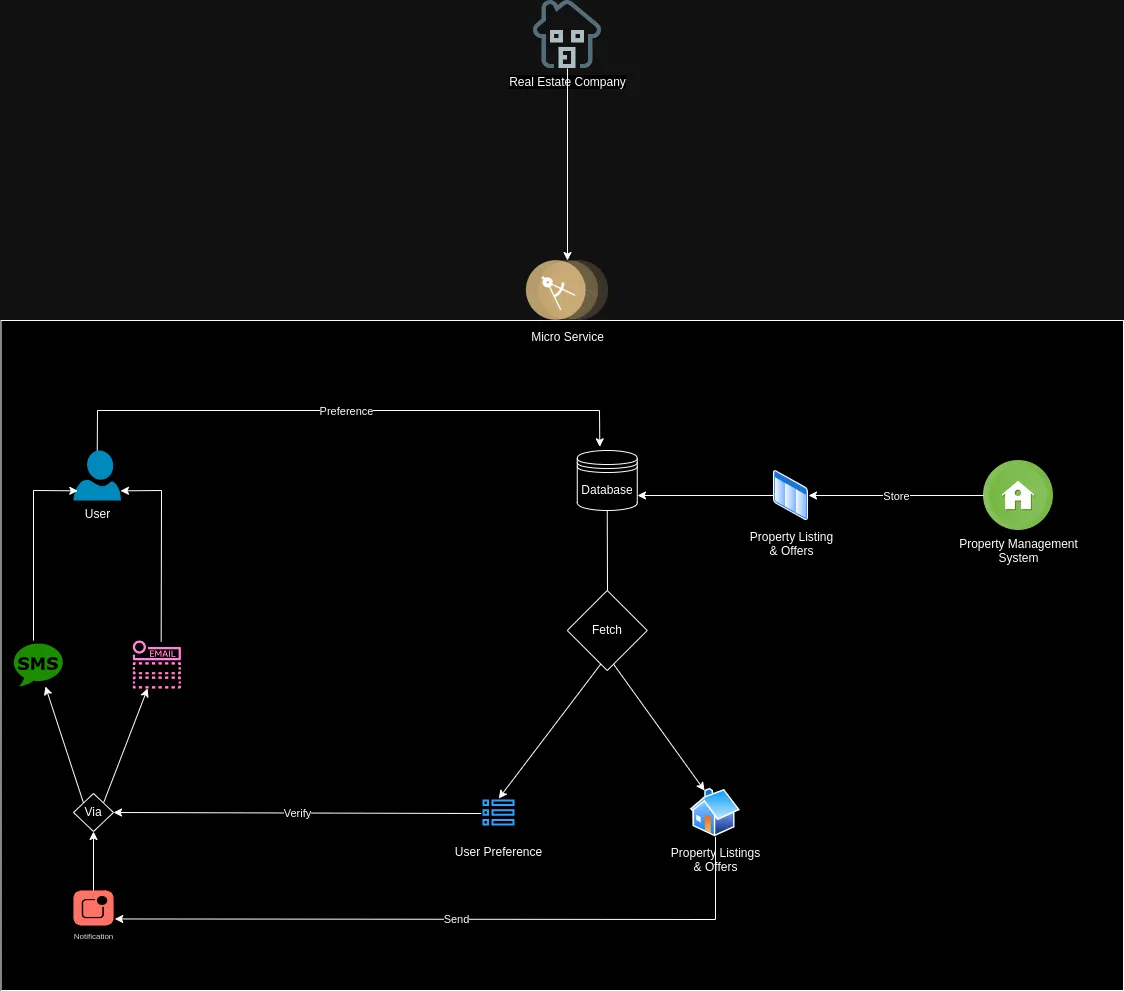 Real Estate Company
Micro Service
Preference
User
Database
Store
Property Listing
& Offers
Property Management
System
Fetch
SMS
EMAIL
Via
Verify
User Preference
Property Listings
& Offers
Send
Notification